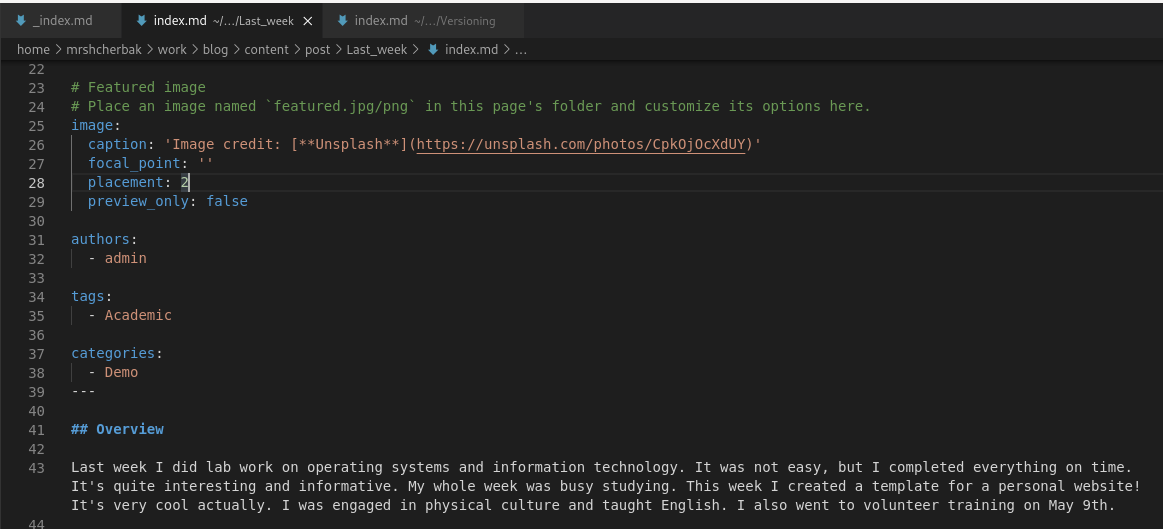 _index.md index.md ~/.../Last_week × index.md ~/.../Versioning
home > mrshcherbak > work > blog > content > post > Last_week > index.md > ...
22
23 # Featured image
24 # Place an image named `featured.jpg/png` in this page's folder and customize its options here.
25 image:
26 caption: 'Image credit: [**Unsplash**](https://unsplash.com/photos/CpkOjOcXdUY)'
27 focal_point: ''
28 placement: 2
29 preview_only: false
30
31 authors:
32 - admin
33
34 tags:
35 - Academic
36
37 categories:
38 - Demo
39 ---
40
41 ## Overview
42
43 Last week I did lab work on operating systems and information technology. It was not easy, but I completed everything on time.
It's quite interesting and informative. My whole week was busy studying. This week I created a template for a personal website!
It's very cool actually. I was engaged in physical culture and taught English. I also went to volunteer training on May 9th.
44